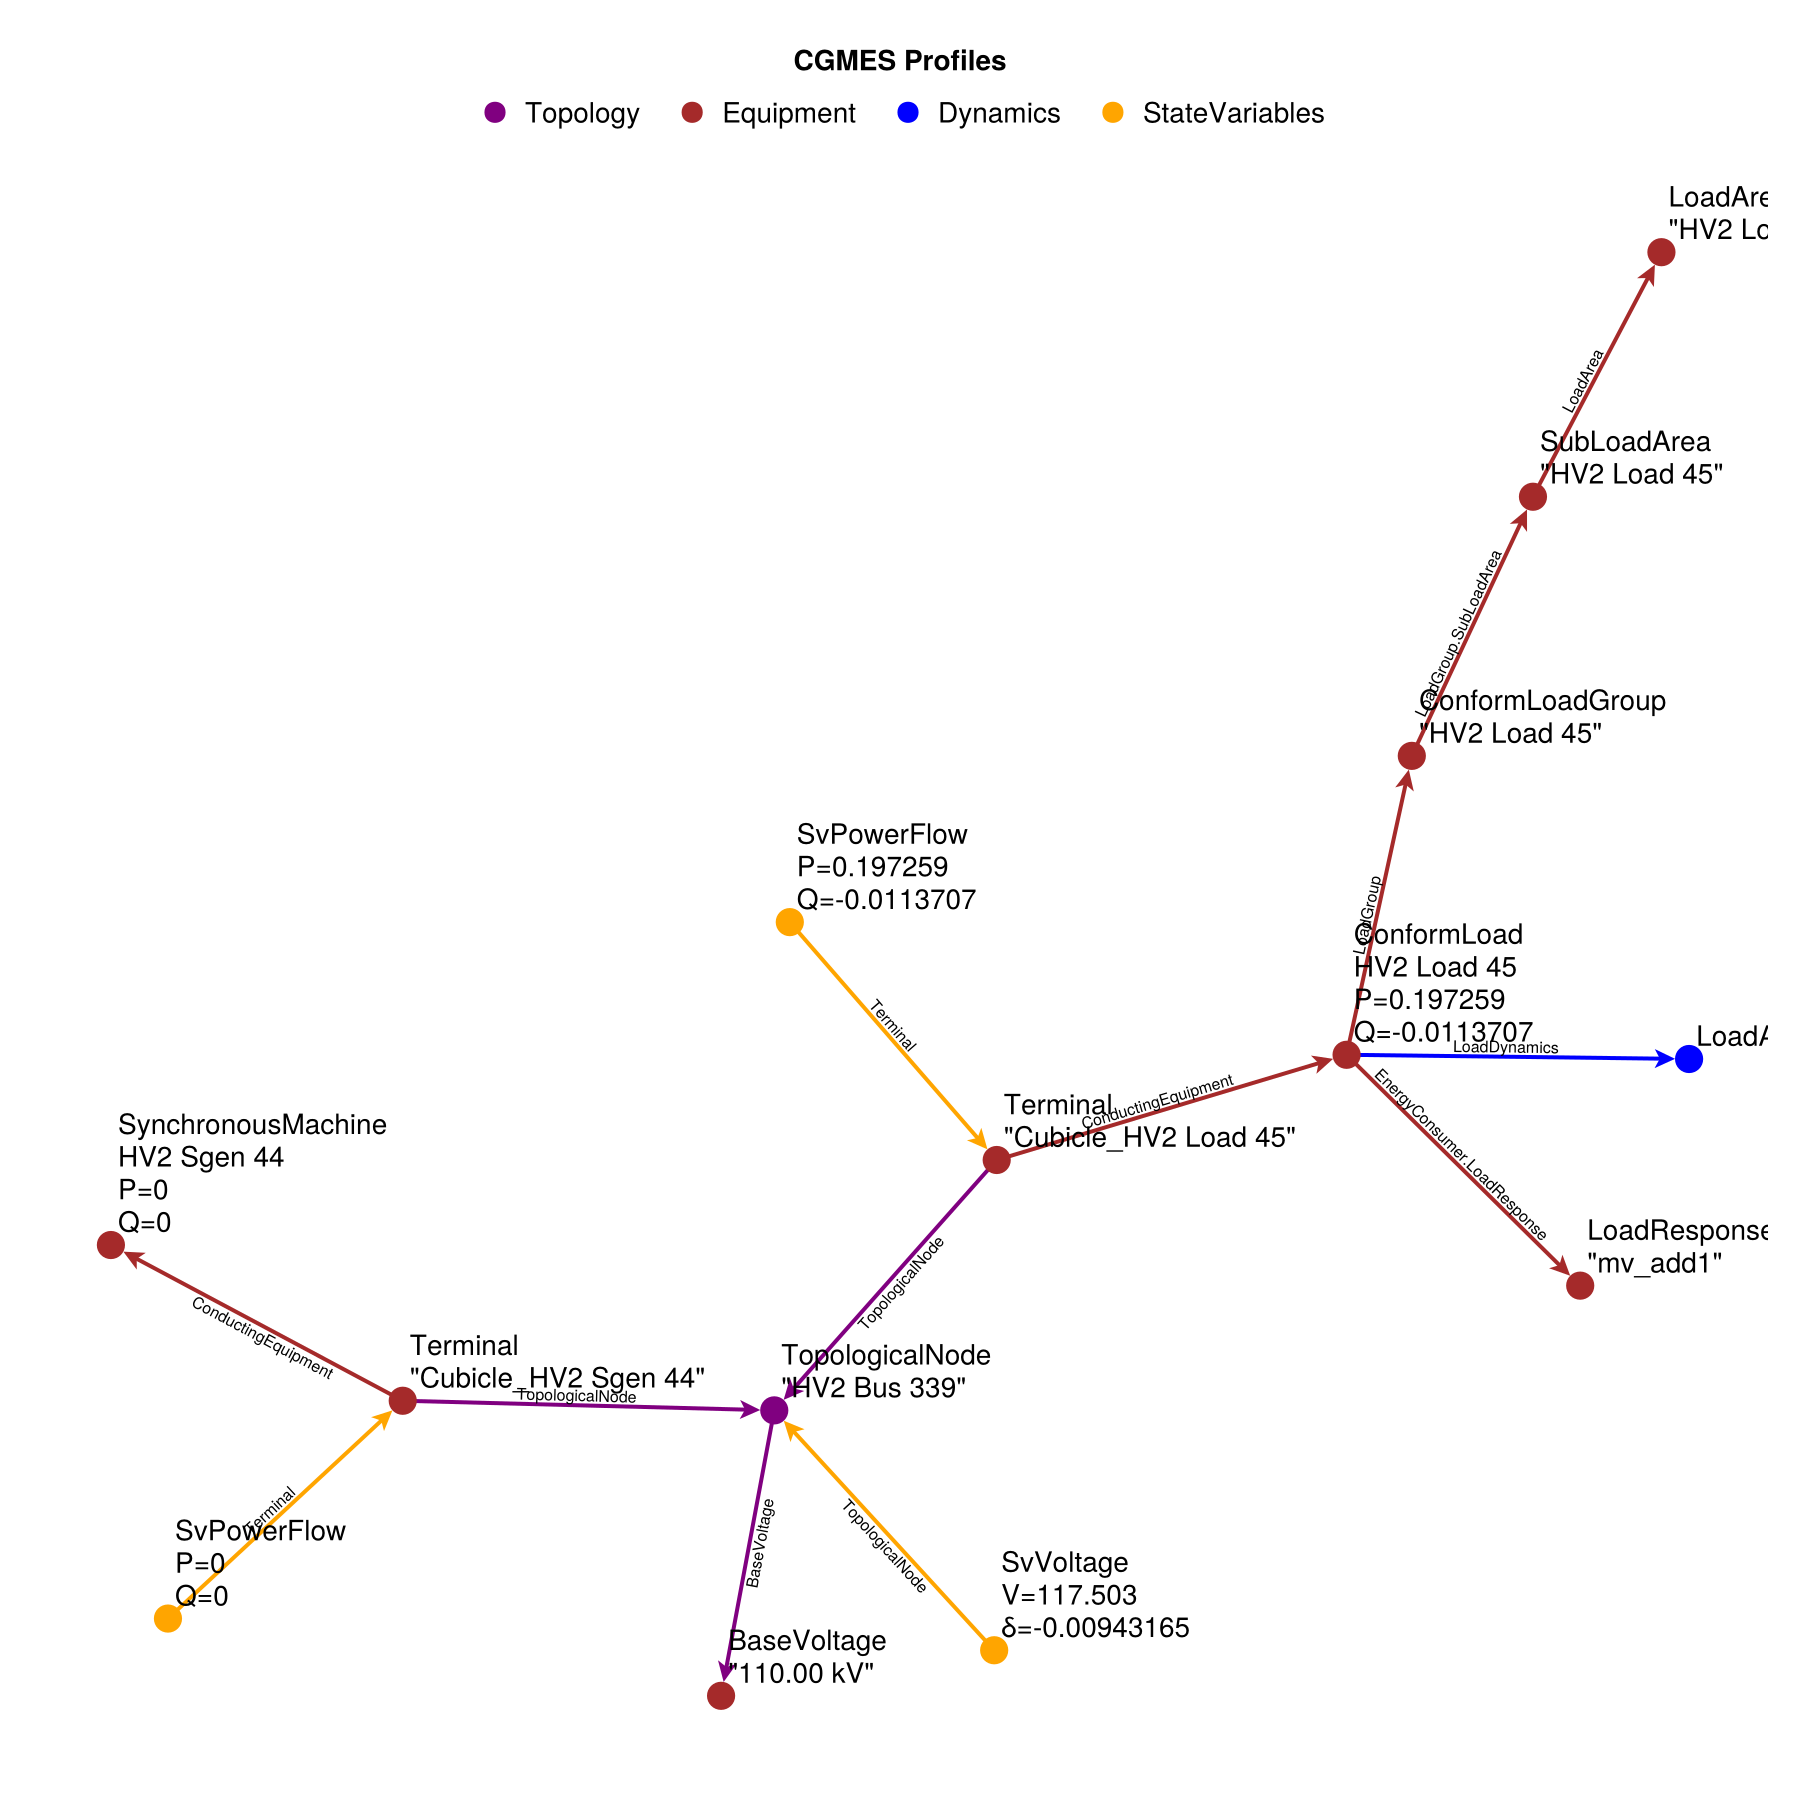 CGMES Profiles
Topology
Equipment
Dynamics
StateVariables
LoadAre
"HV2 Lo
LoadArea
SubLoadArea
"HV2 Load 45"
LoadGroup.SubLoadArea
ConformLoadGroup
"HV2 Load 45"
SvPowerFlow
P=0.197259
Q=-0.0113707
LoadGroup
ConformLoad
HV2 Load 45
P=0.197259
Q=-0.0113707
Terminal
LoadDynamics
LoadA
ConductingEquipment
EnergyConsumer.LoadResponse
Terminal
"Cubicle_HV2 Load 45"
SynchronousMachine
HV2 Sgen 44
P=0
Q=0
LoadResponse
"mv_add1"
TopologicalNode
ConductingEquipment
Terminal
"Cubicle_HV2 Sgen 44"
TopologicalNode
TopologicalNode
"HV2 Bus 339"
Terminal
SvPowerFlow
P=0
Q=0
BaseVoltage
TopologicalNode
SvVoltage
V=117.503
δ=-0.00943165
BaseVoltage
"110.00 kV"